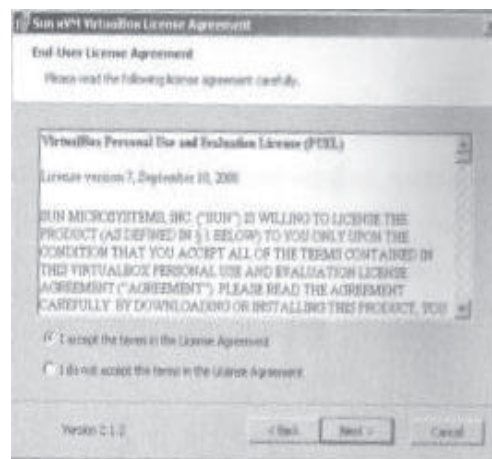 Sun xVM VirtualBox License Agreement
End-User License Agreement
Please read the following license agreement carefully.
VirtualBox Personal Use and Evaluation License (PUEL)
License version 7, September 10, 2008
SUN MICROSYSTEMS, INC. ("SUN") IS WILLING TO LICENSE THE
PRODUCT (AS DEFINED IN § 1 BELOW) TO YOU ONLY UPON THE
CONDITION THAT YOU ACCEPT ALL OF THE TERMS CONTAINED IN
THIS VIRTUALBOX PERSONAL USE AND EVALUATION LICENSE
AGREEMENT ("AGREEMENT"). PLEASE READ THE AGREEMENT
CAREFULLY. BY DOWNLOADING OR INSTALLING THIS PRODUCT, YOU
I accept the terms in the License Agreement
I do not accept the terms in the License Agreement
Version 2.1.2
< Back
Next >
Cancel